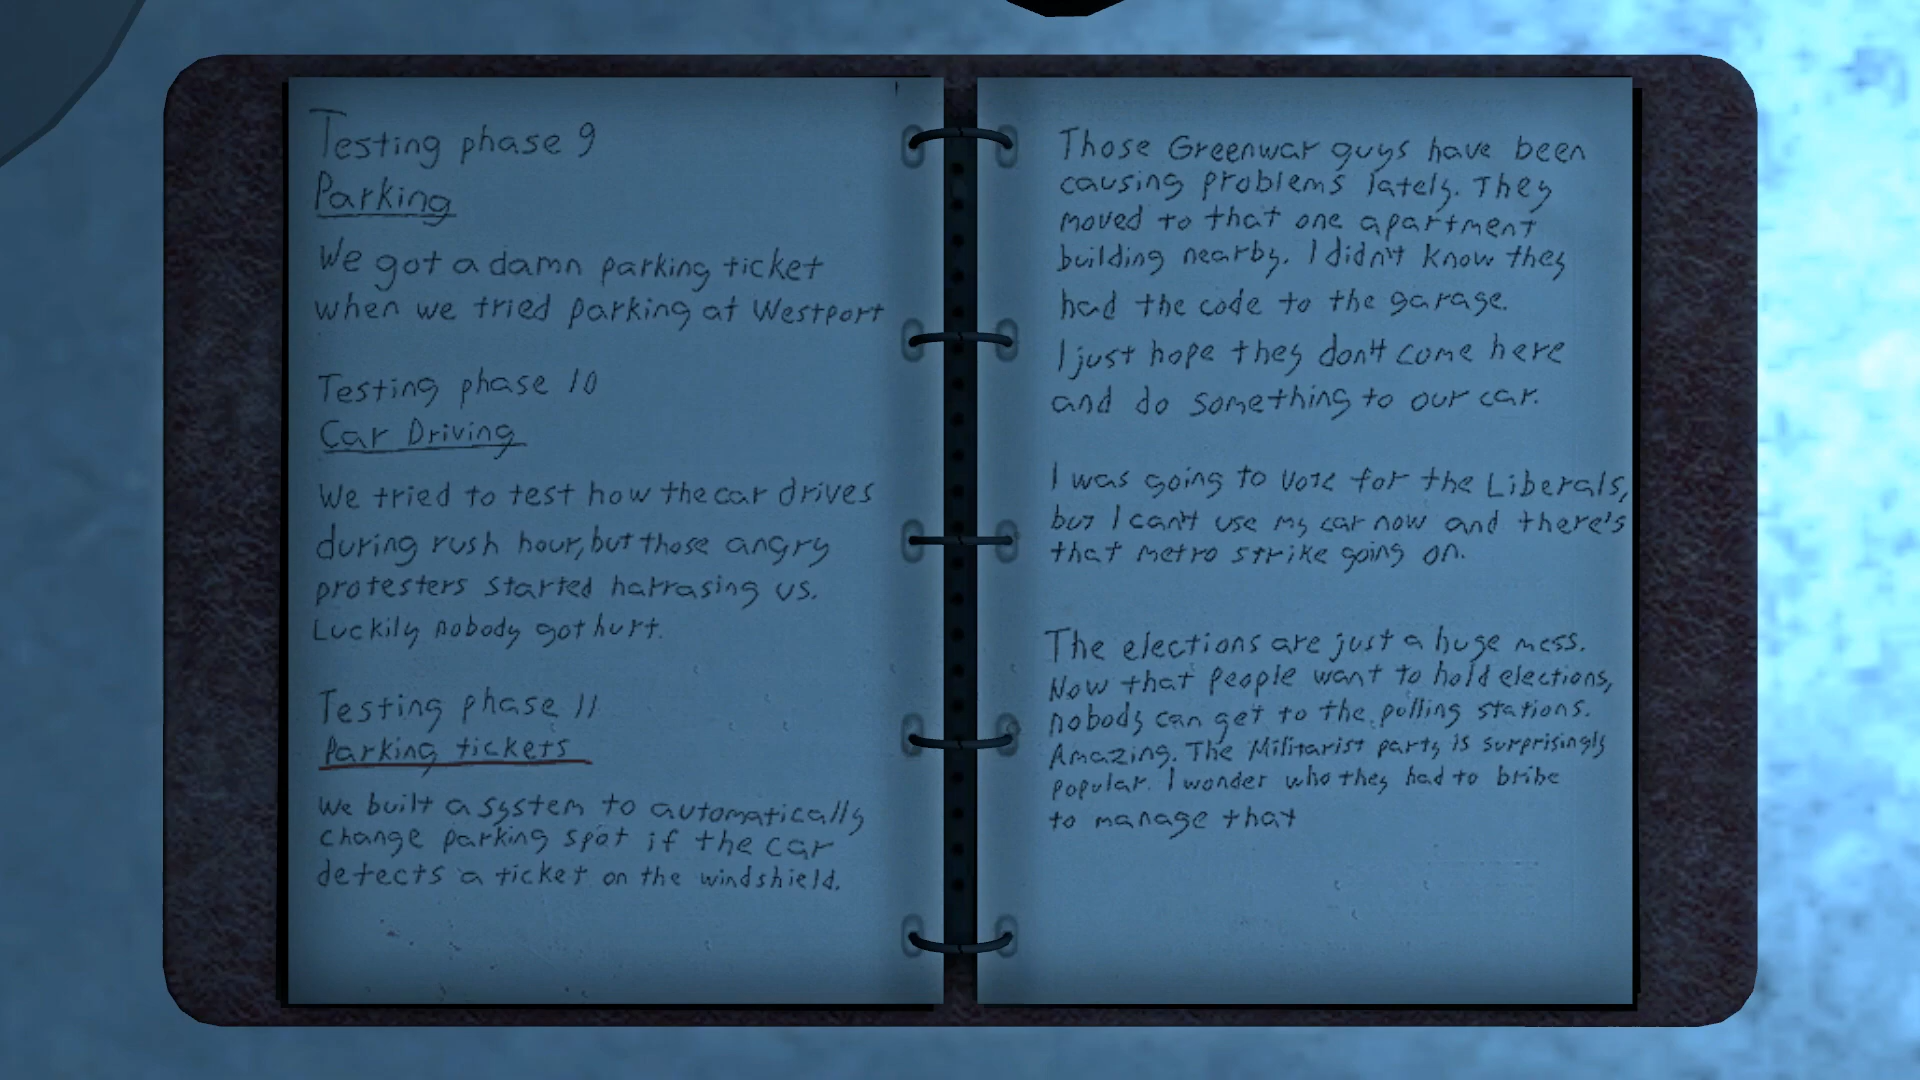 Testing phase 9
Parking
We got a damn parking ticket
when we tried parking at Westport
Testing phase 10
Car Driving
We tried to test how the car drives
during rush hour, but those angry
protesters started harrasing us.
Luckily nobody got hurt.
Testing phase 11
Parking tickets
We built a system to automatically
change parking spot if the car
detects a ticket on the windshield.
Those Greenwar guys have been
causing problems lately. They
moved to that one apartment
building nearby. I didn't know they
had the code to the garage.
I just hope they don't come here
and do something to our car.
I was going to vote for the Liberals,
but I can't use my car now and there's
that metro strike going on.
The elections are just a huge mess.
Now that people want to hold elections,
nobody can get to the polling stations.
Amazing. The Militarist party is surprisingly
popular. I wonder who they had to bribe
to manage that